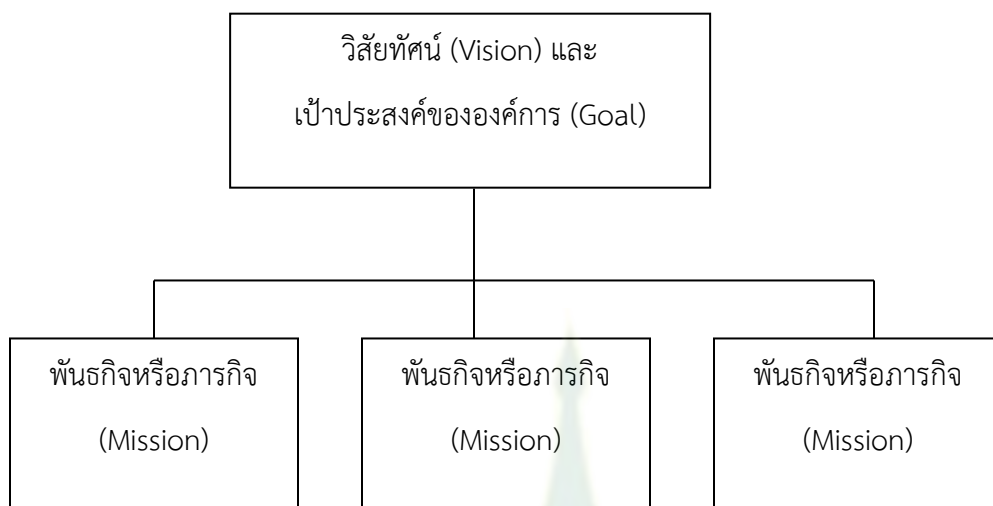 วิสัยทัศน์ (Vision) และ
เป้าประสงค์ขององค์การ (Goal)
พันธกิจหรือภารกิจ
(Mission)
พันธกิจหรือภารกิจ
(Mission)
พันธกิจหรือภารกิจ
(Mission)